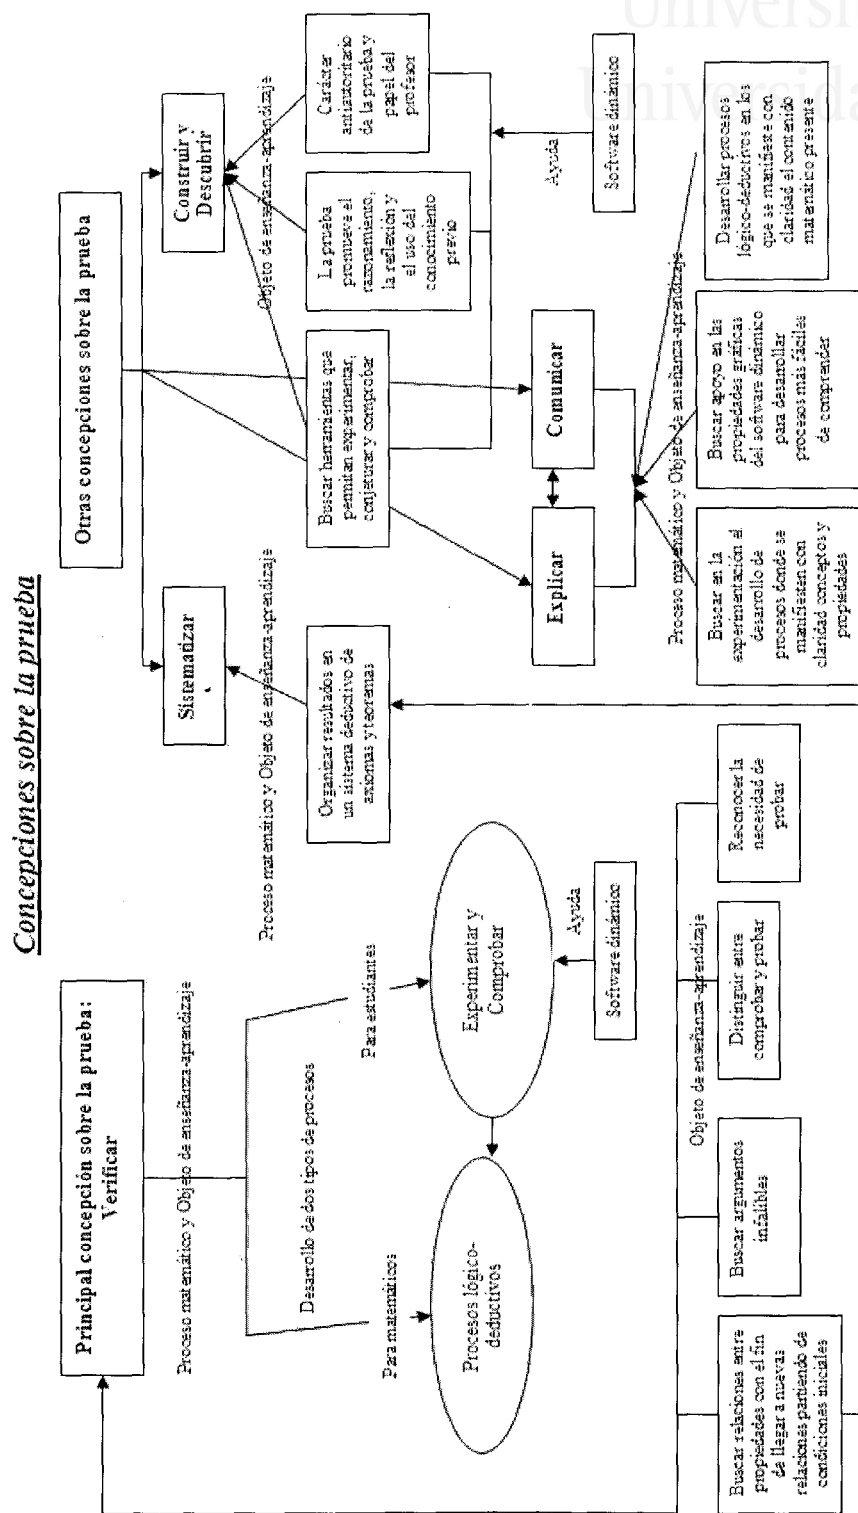 Universi
Universida
Concepciones sobre la prueba
Principal concepción sobre la prueba:
Verificar
Proceso matemático y Objeto de enseñanza-aprendizaje
Desarrollo de dos tipos de procesos
Para matemáticos
Para estudiantes
Procesos lógico-
deductivos
Experimentar y
Comprobar
Ayuda
Software dinámico
Objeto de enseñanza-aprendizaje
Buscar relaciones entre
propiedades con el fin
de llegar a nuevas
relaciones partiendo de
condiciones iniciales
Buscar argumentos
infalibles
Distinguir entre
comprobar y probar
Reconocer la
necesidad de
probar
Otras concepciones sobre la prueba
Sistematizar
Construir y
Descubrir
Proceso matemático y Objeto de enseñanza-aprendizaje
Objeto de enseñanza-aprendizaje
Organizar resultados en
un sistema deductivo de
axiomas y teoremas
Buscar herramientas que
permitan experimentar,
conjeturar y comprobar
La prueba
promueve el
razonamiento,
la reflexión y
el uso del
conocimiento
previo
Carácter
antiautoritario
de la prueba y
papel del
profesor
Explicar
Comunicar
Ayuda
Software dinámico
Proceso matemático y Objeto de enseñanza-aprendizaje
Buscar en la
experimentación el
desarrollo de
procesos donde se
manifiesten con
claridad conceptos y
propiedades
Buscar apoyo en las
propiedades gráficas
del software dinámico
para desarrollar
procesos más fáciles
de comprender
Desarrollar procesos
lógico-deductivos en los
que se manifieste con
claridad el contenido
matemático presente